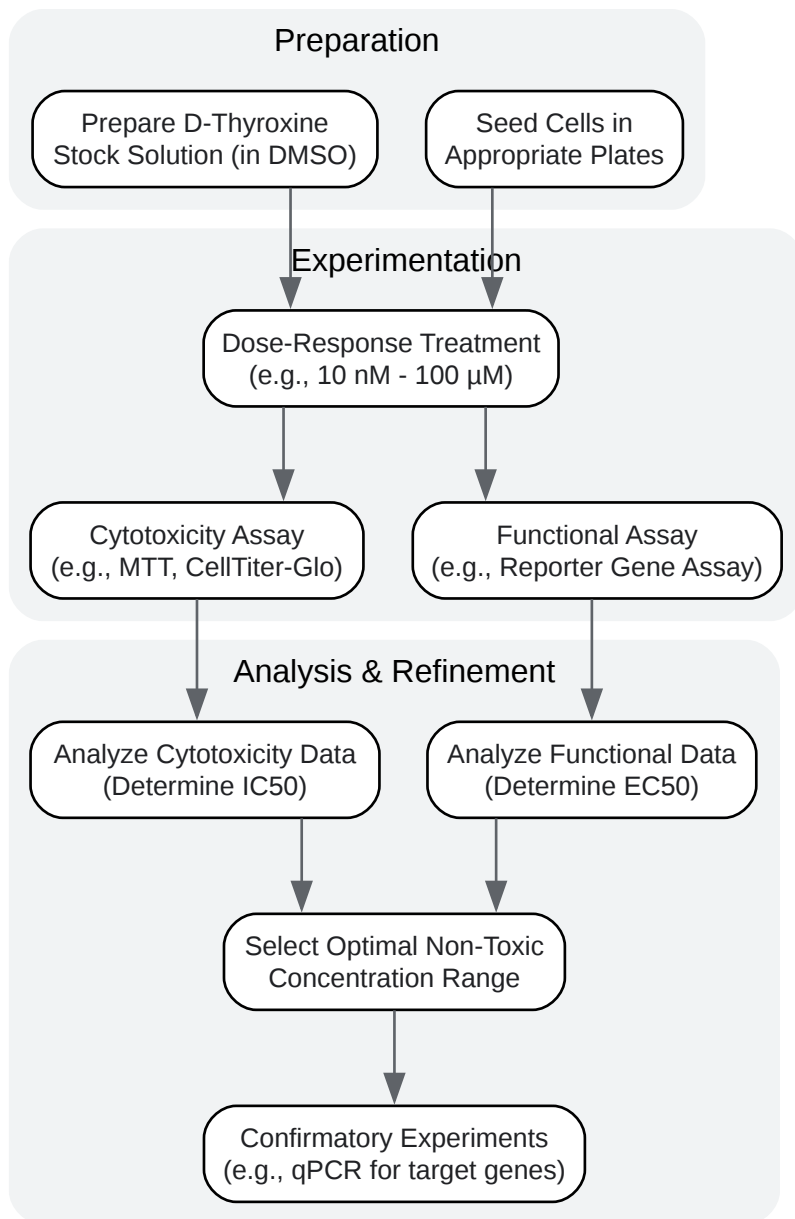 Preparation
Prepare D-Thyroxine
Stock Solution (in DMSO)
Seed Cells in
Appropriate Plates
Experimentation
Dose-Response Treatment
(e.g., 10 nM - 100 µM)
Cytotoxicity Assay
(e.g., MTT, CellTiter-Glo)
Functional Assay
(e.g., Reporter Gene Assay)
Analysis & Refinement
Analyze Cytotoxicity Data
(Determine IC50)
Analyze Functional Data
(Determine EC50)
Select Optimal Non-Toxic
Concentration Range
Confirmatory Experiments
(e.g., qPCR for target genes)